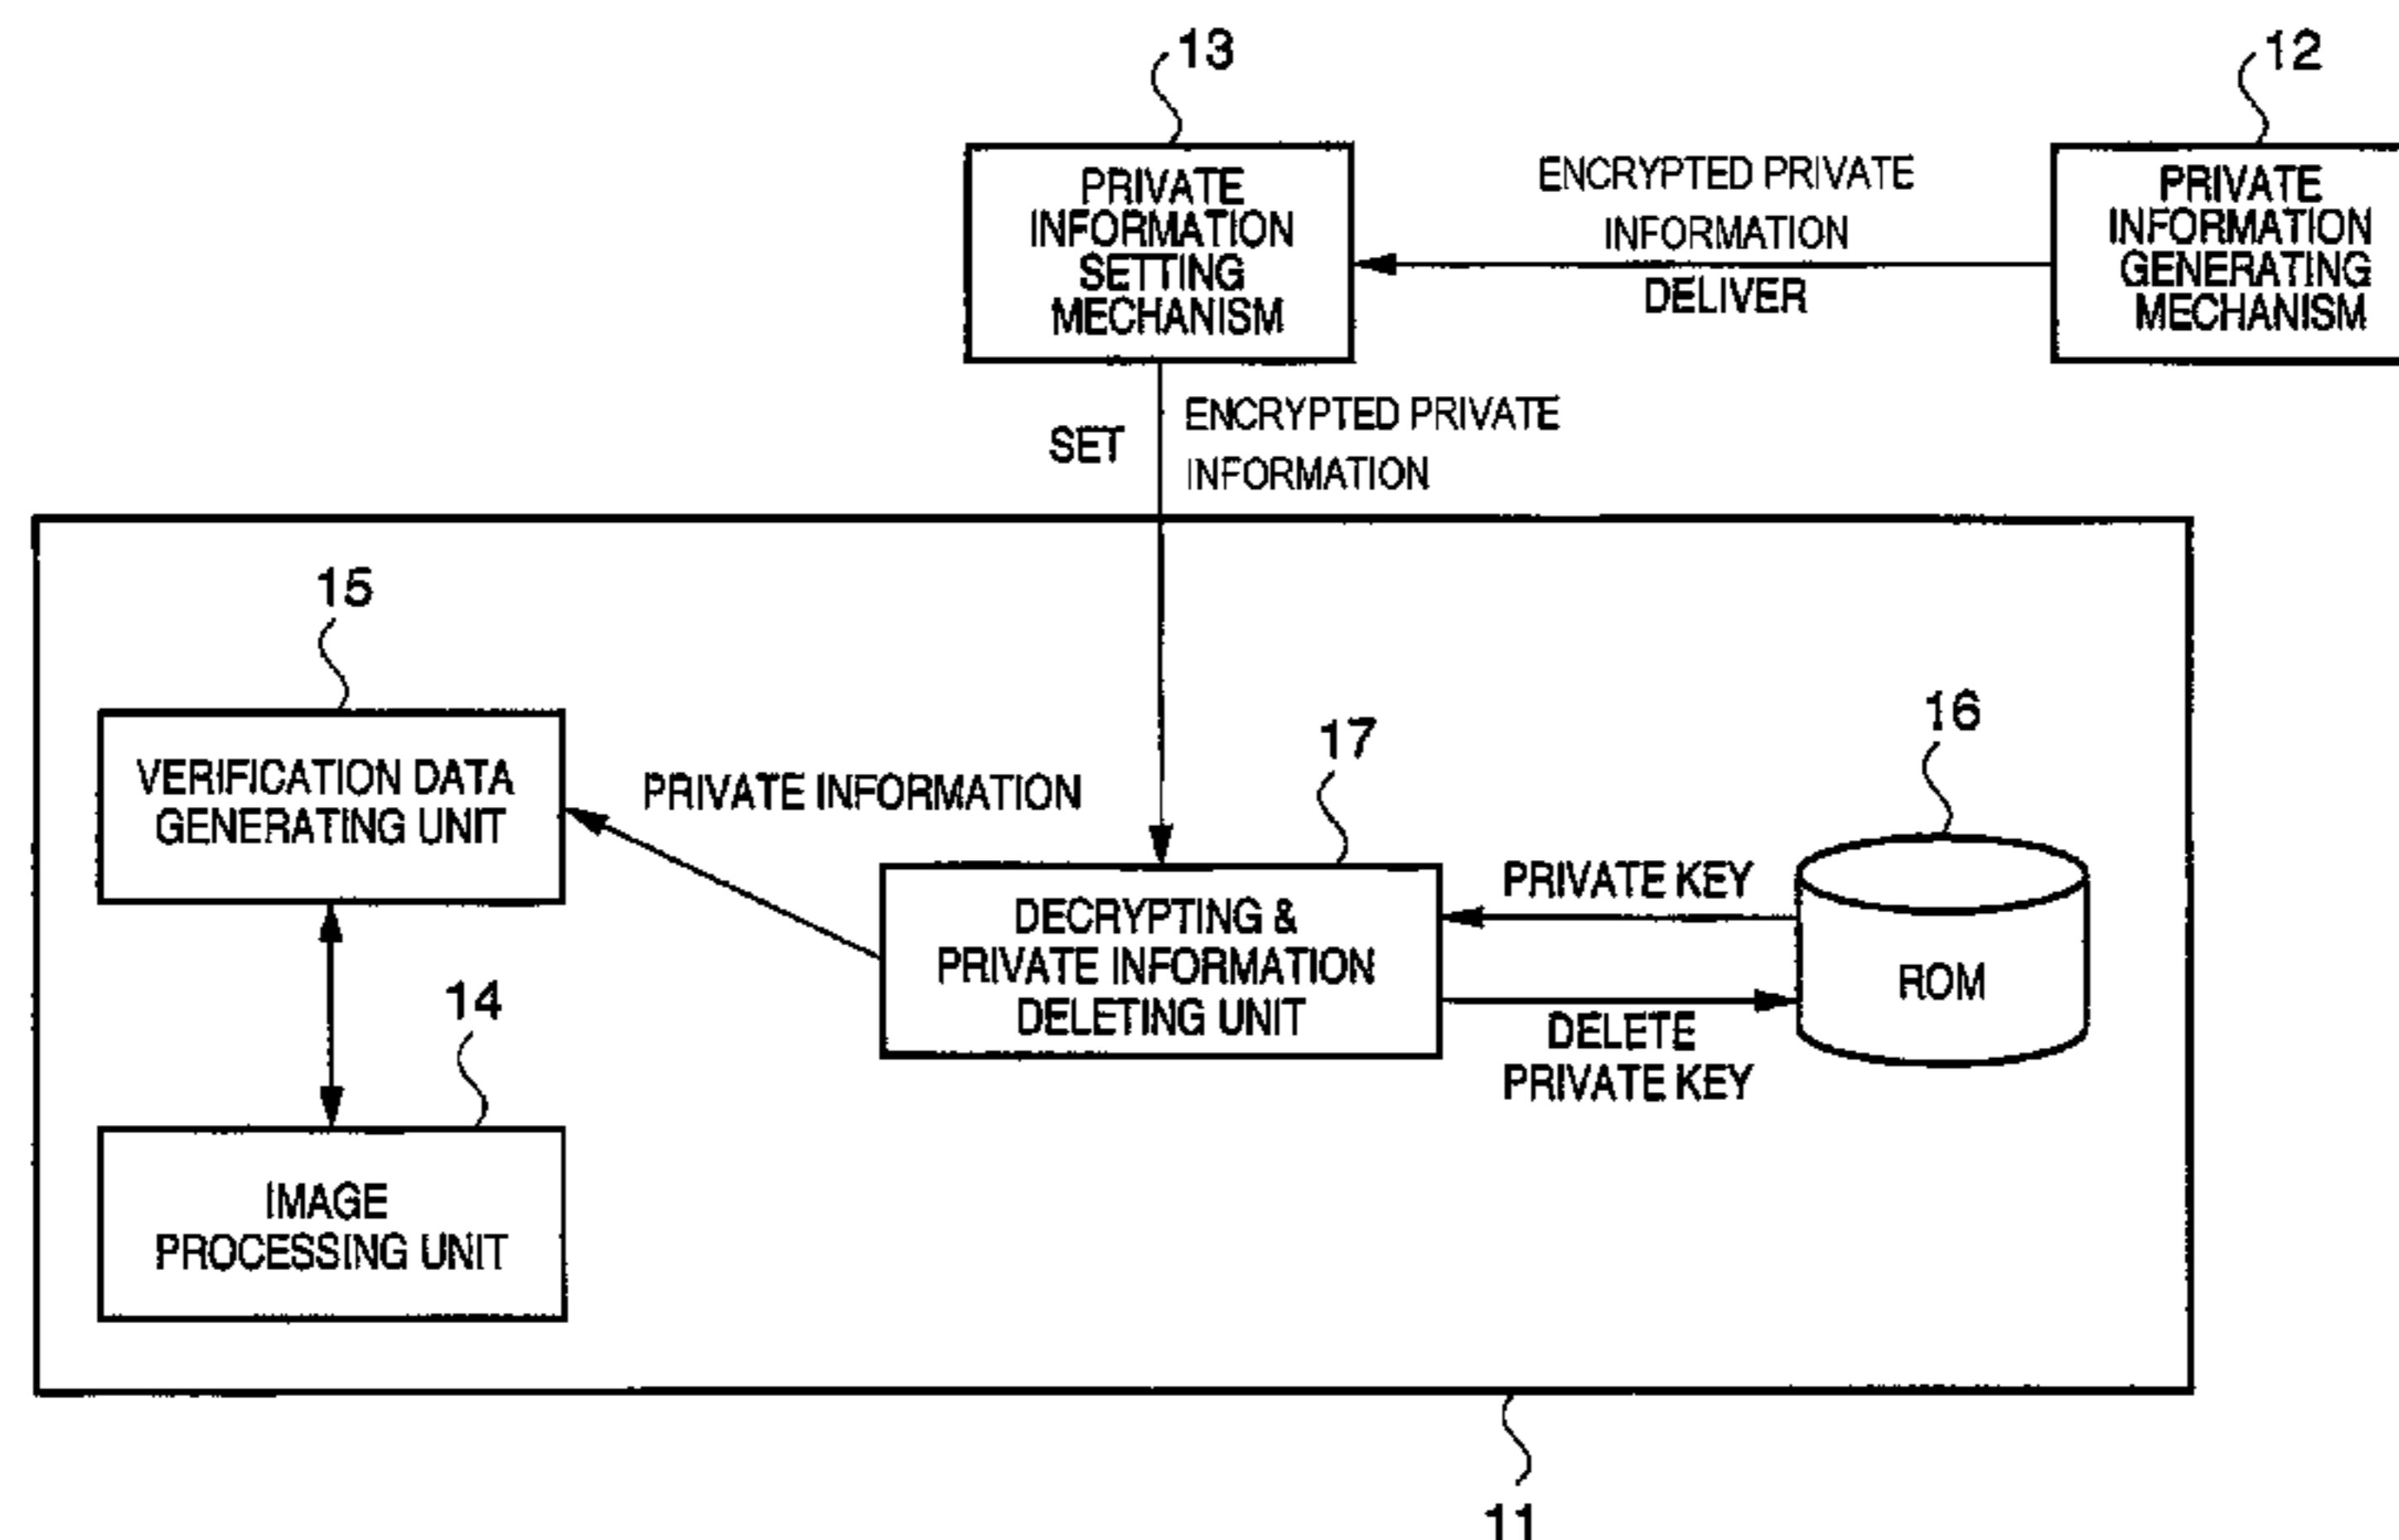 13
12
PRIVATE
INFORMATION
SETTING
MECHANISM
ENCRYPTED PRIVATE
INFORMATION
DELIVER
PRIVATE
INFORMATION
GENERATING
MECHANISM
SET
ENCRYPTED PRIVATE
INFORMATION
15
VERIFICATION DATA
GENERATING UNIT
PRIVATE INFORMATION
17
16
DECRYPTING &
PRIVATE INFORMATION
DELETING UNIT
PRIVATE KEY
DELETE
PRIVATE KEY
ROM
14
IMAGE
PROCESSING UNIT
11